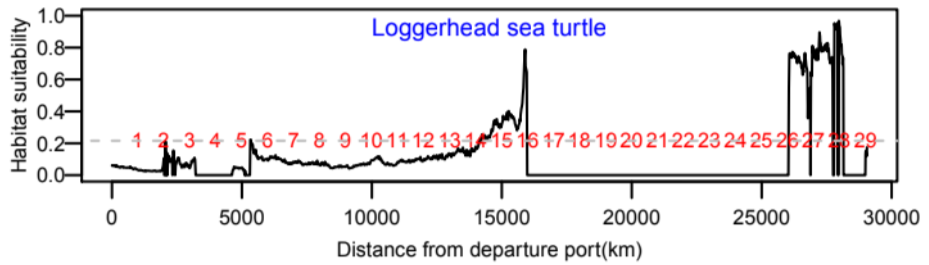 Loggerhead sea turtle
Habitat suitability
1.0
0.8
0.6
0.4
0.2
0.0
1 2 3 4 5 6 7 8 9 10 11 12 13 14 15 16 17 18 19 20 21 22 23 24 25 26 27 28 29
0 5000 10000 15000 20000 25000 30000
Distance from departure port(km)